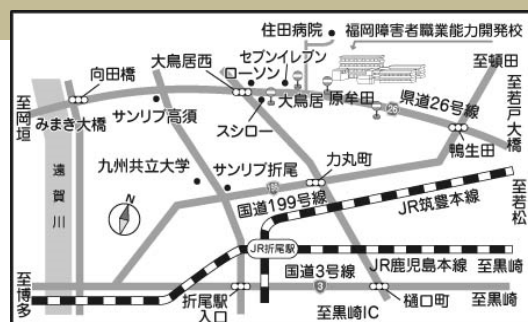 住田病院
福岡障害者職業能力開発校
大鳥居西
セブンイレブン
ローソン
至頓田
向田橋
大鳥居
原牟田
県道26号線
26
至若戸大橋
至岡垣
みまき大橋
サンリブ高須
スシロー
鴨生田
遠賀川
九州共立大学
サンリブ折尾
力丸町
199
国道199号線
至若松
N
JR筑豊本線
JR折尾駅
JR鹿児島本線
至黒崎
至博多
国道3号線
3
至黒崎
折尾駅入口
至黒崎IC
樋口町